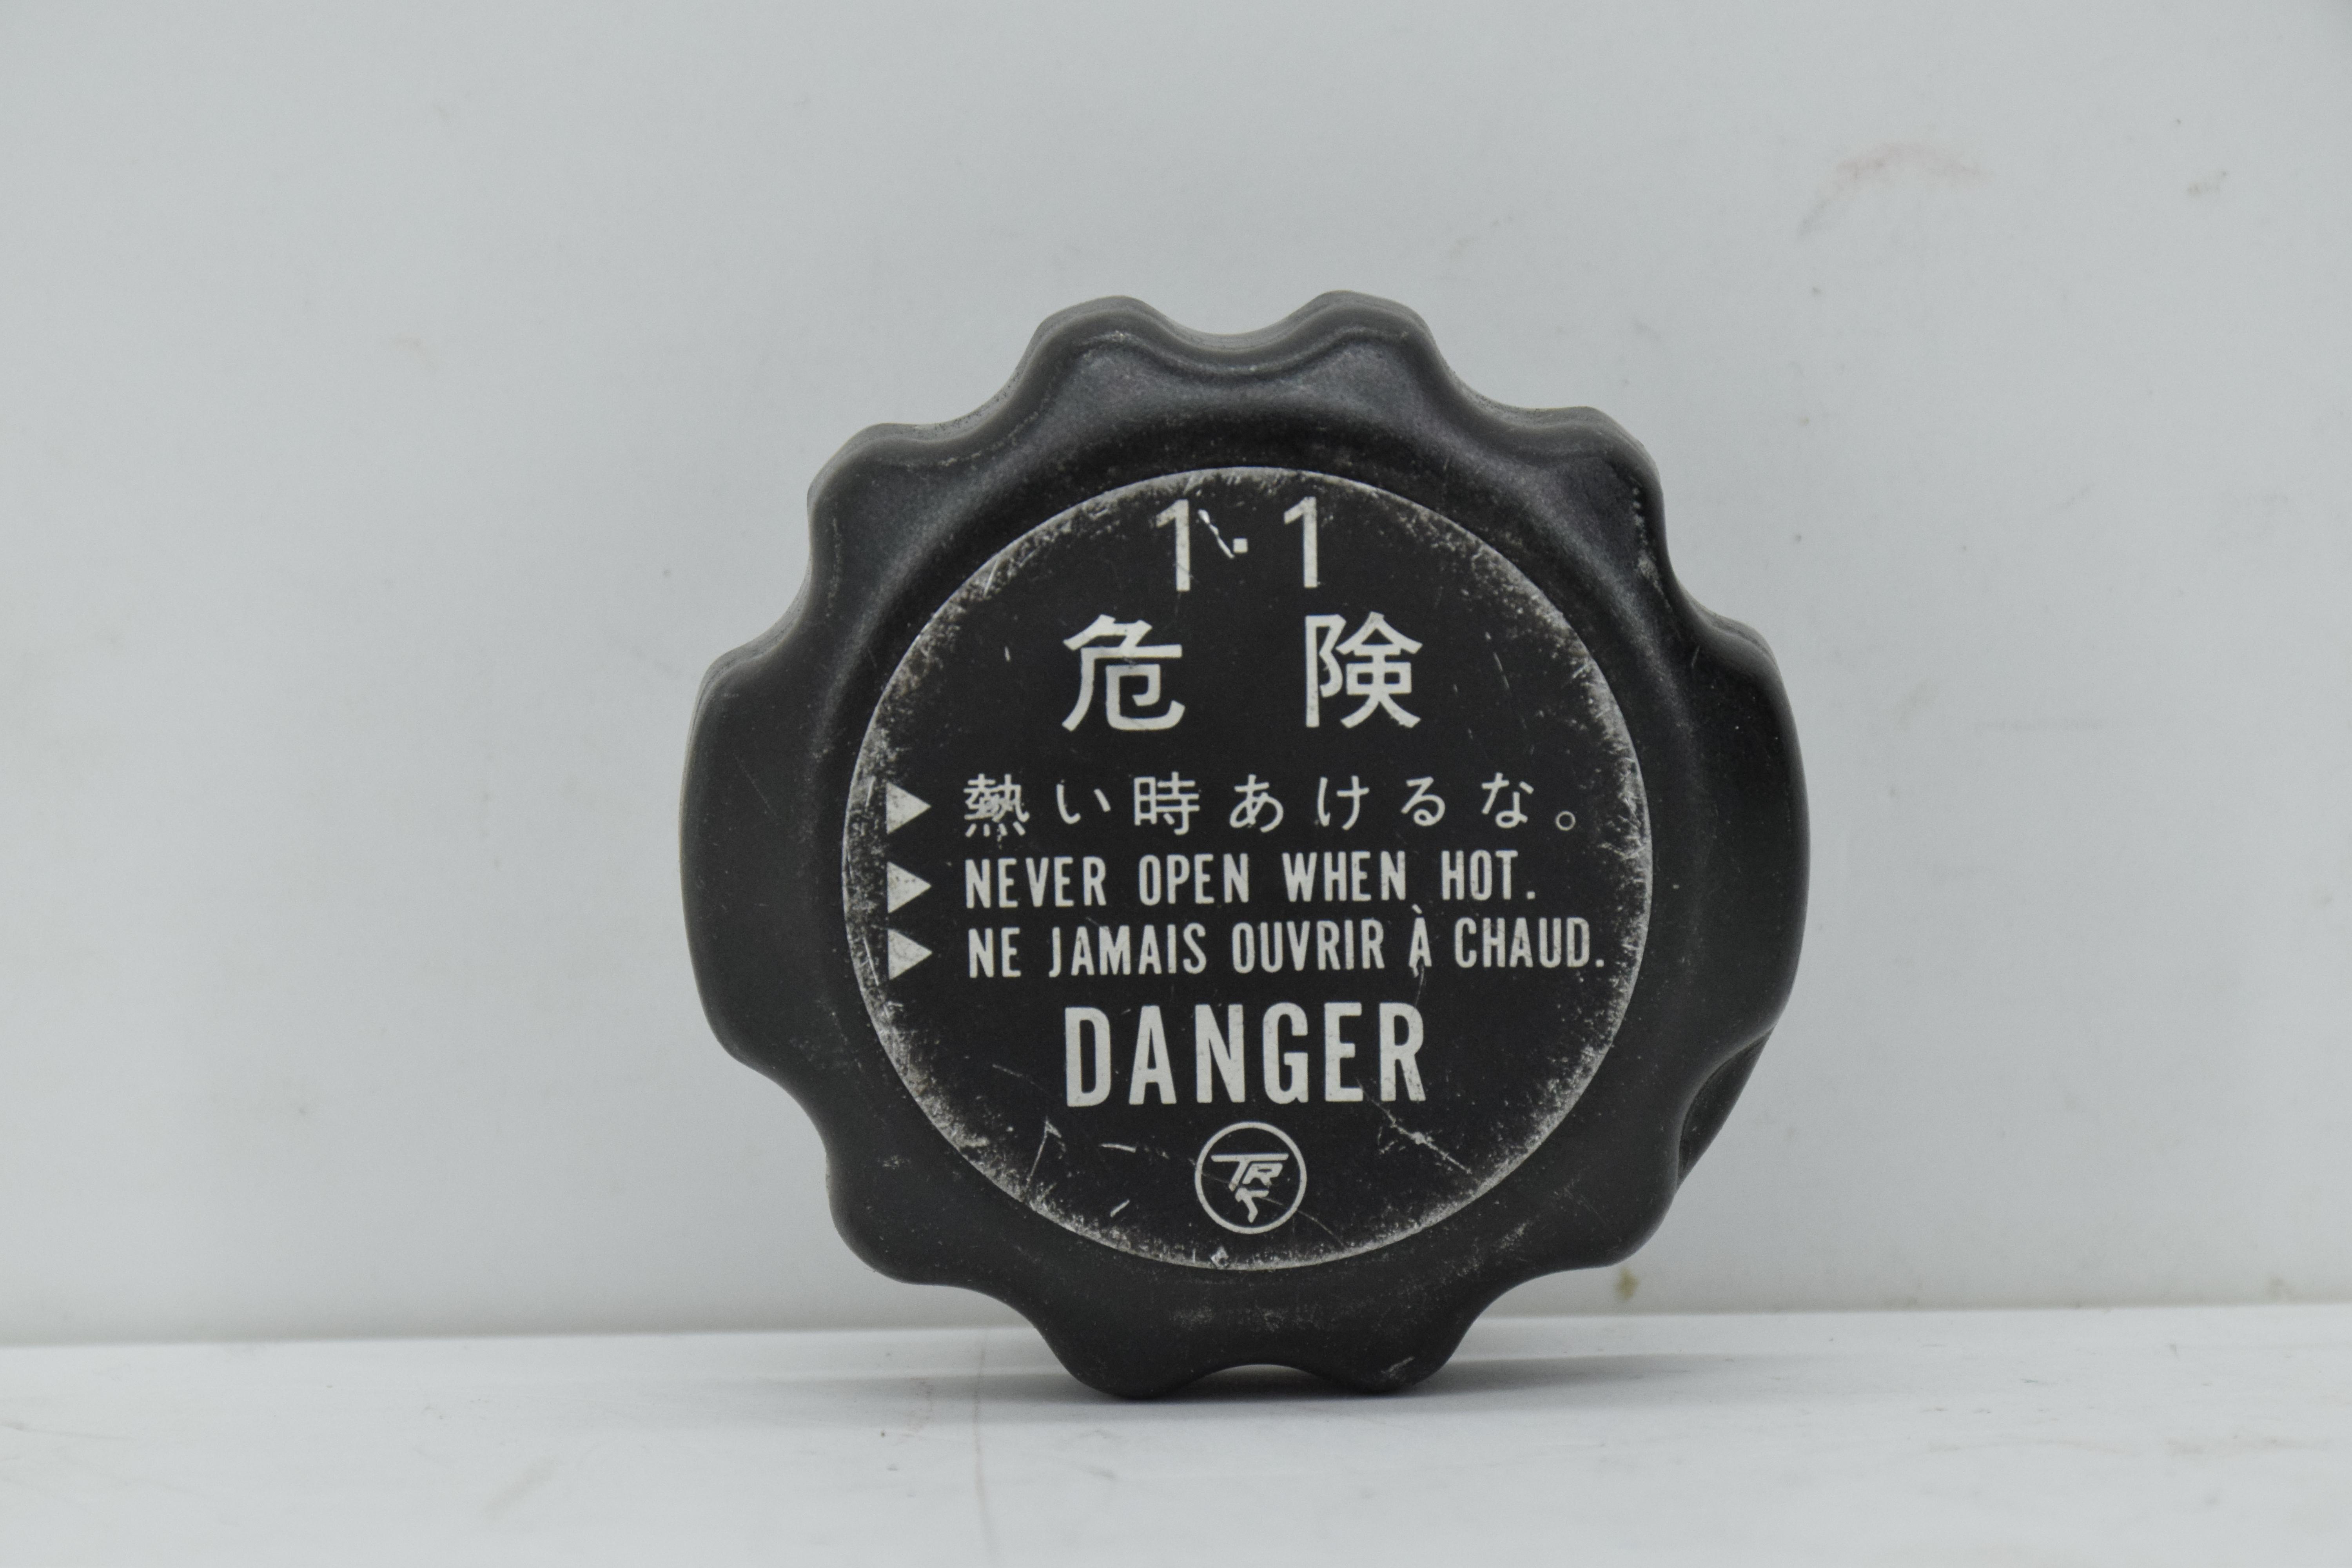 1・1
危険
▶ 熱い時あけるな。
▶ NEVER OPEN WHEN HOT.
▶ NE JAMAIS OUVRIR À CHAUD.
DANGER
TR